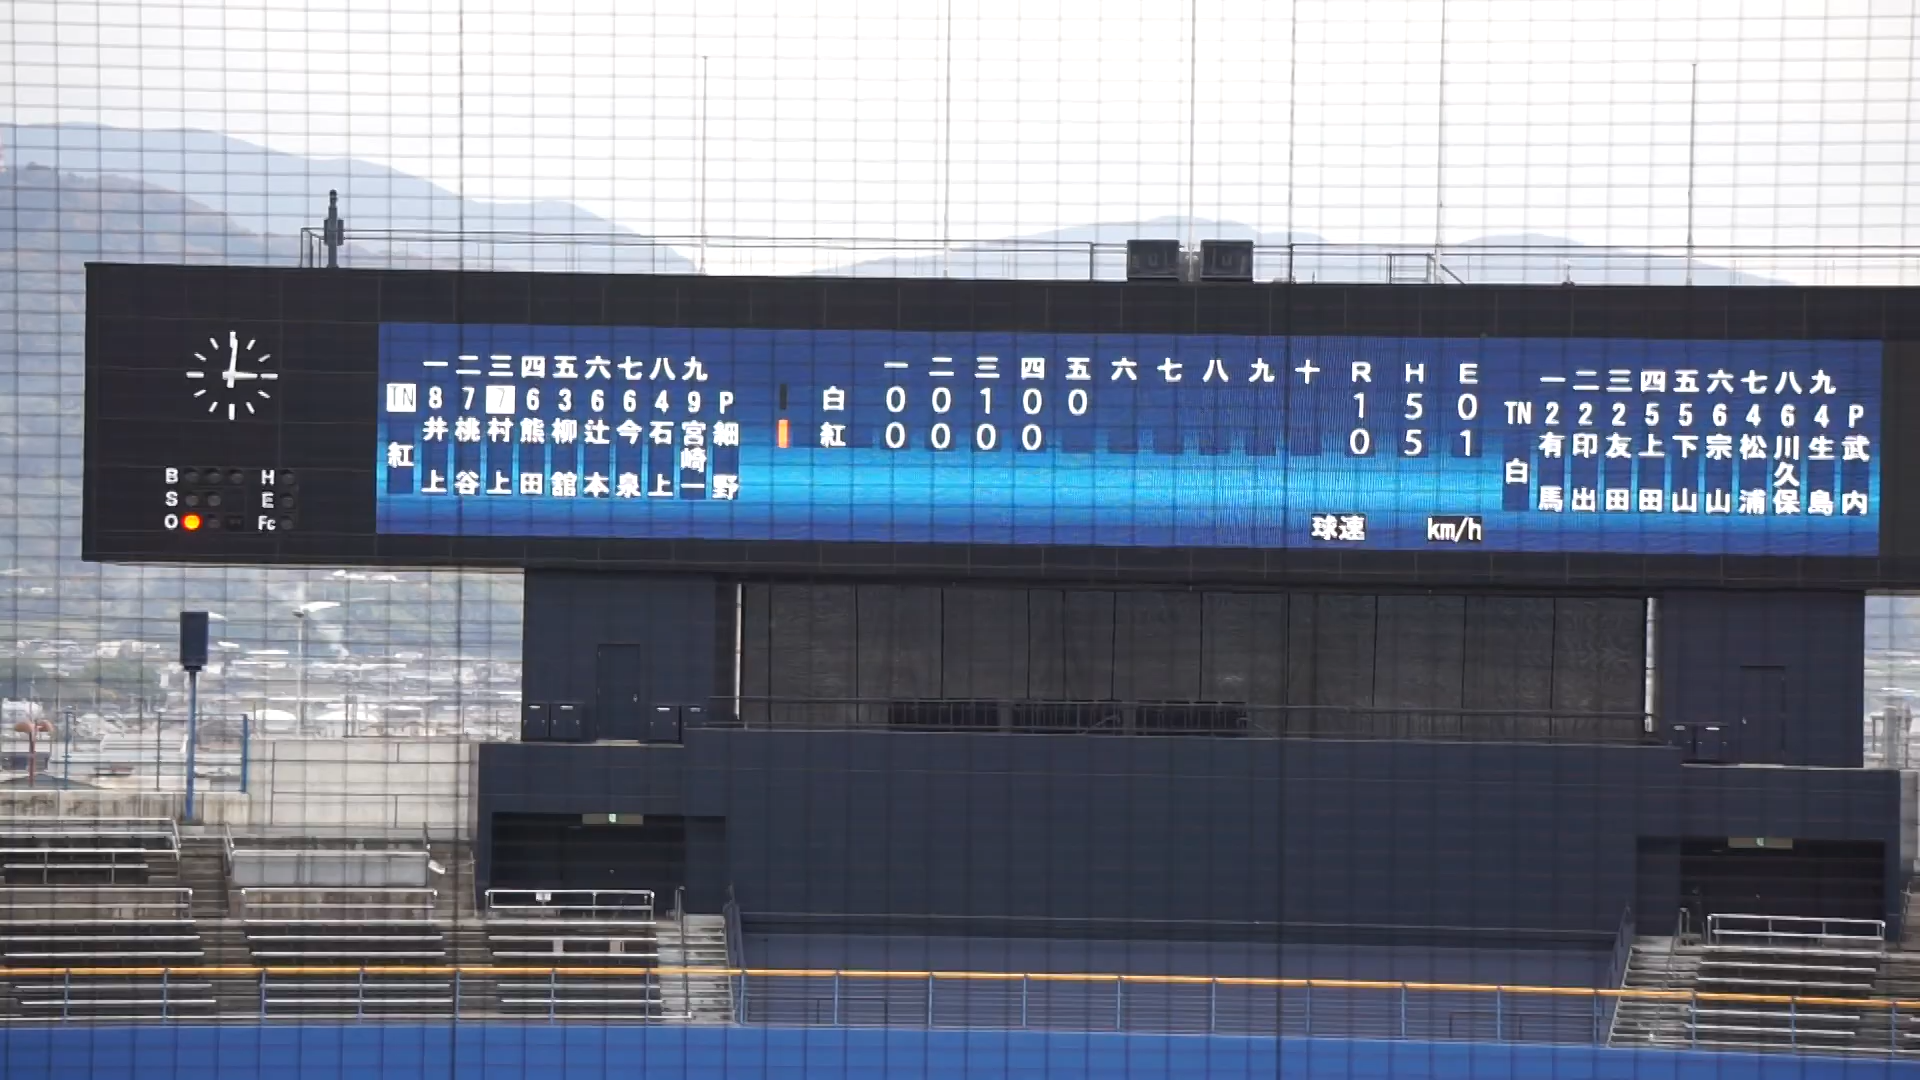 一 二 三 四 五 六 七 八 九
TN 8 7 7 6 3 6 6 4 9 P
紅
井上
桃谷
村上
熊田
柳舘
辻本
今泉
石上
宮崎一
細野
一 二 三 四 五 六 七 八 九 十 R H E
白 0 0 1 0 0 1 5 0
紅 0 0 0 0 0 5 1
球速 km/h
一 二 三 四 五 六 七 八 九
TN 2 2 2 5 5 6 4 6 4 P
白
有馬
印出
友田
上田
下山
宗山
松浦
川久保
生島
武内
B H
S E
O Fc